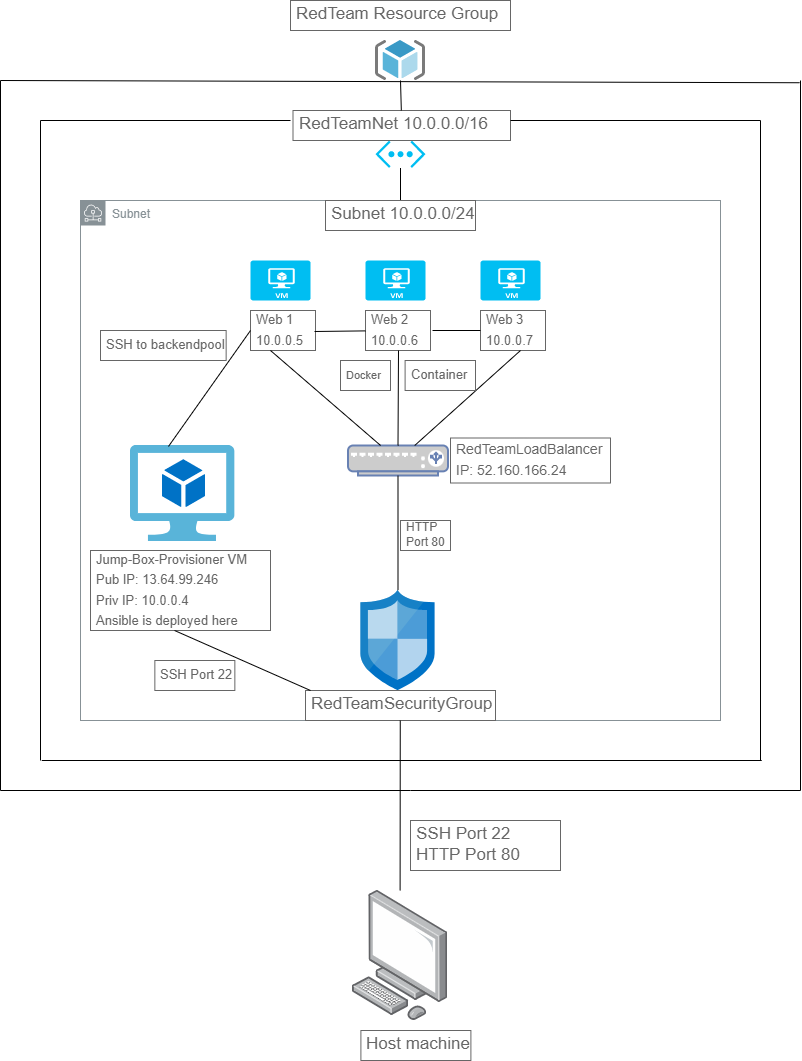 RedTeam Resource Group
RedTeamNet 10.0.0.0/16
Subnet
Subnet 10.0.0.0/24
VM
VM
VM
Web 1
10.0.0.5
Web 2
10.0.0.6
Web 3
10.0.0.7
SSH to backendpool
Docker
Container
RedTeamLoadBalancer
IP: 52.160.166.24
HTTP
Port 80
Jump-Box-Provisioner VM
Pub IP: 13.64.99.246
Priv IP: 10.0.0.4
Ansible is deployed here
SSH Port 22
RedTeamSecurityGroup
SSH Port 22
HTTP Port 80
Host machine